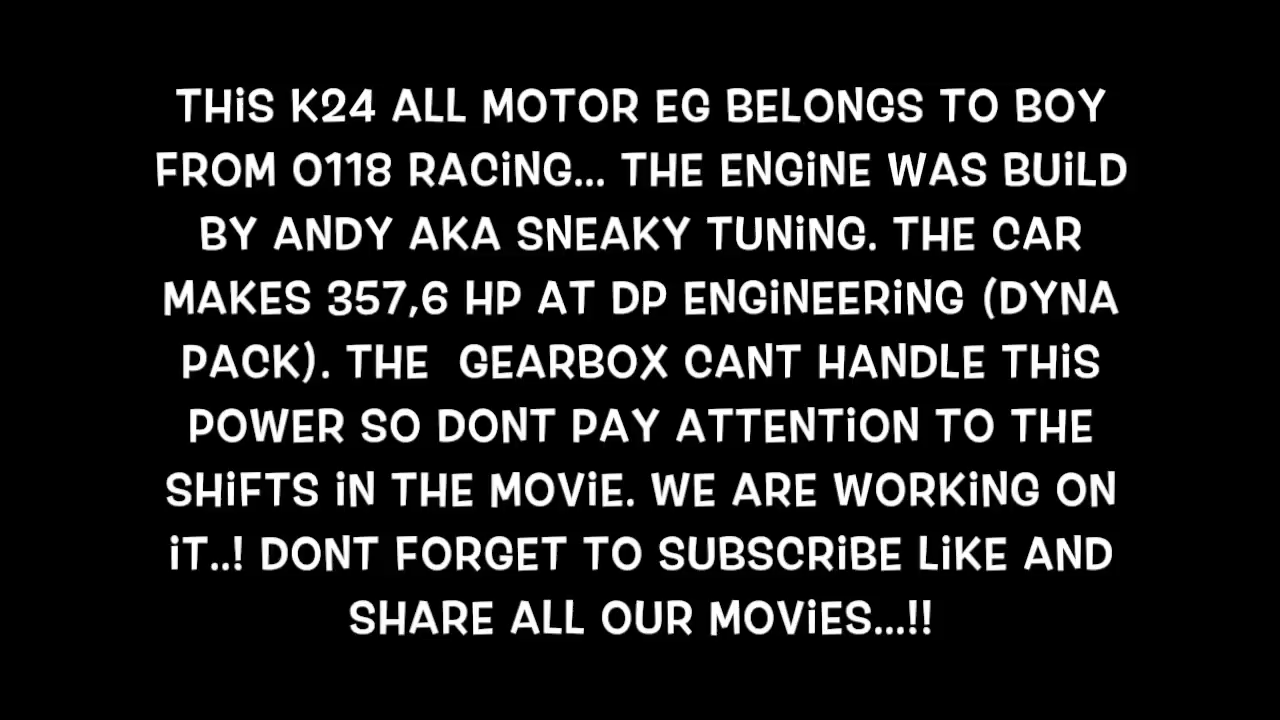 THiS K24 ALL MOTOR EG BELONGS TO BOY
FROM 0118 RACiNG... THE ENGiNE WAS BUiLD
BY ANDY AKA SNEAKY TUNiNG. THE CAR
MAKES 357,6 HP AT DP ENGiNEERiNG (DYNA
PACK). THE  GEARBOX CANT HANDLE THiS
POWER SO DONT PAY ATTENTiON TO THE
SHiFTS iN THE MOViE. WE ARE WORKiNG ON
iT..! DONT FORGET TO SUBSCRiBE LiKE AND
SHARE ALL OUR MOViES...!!